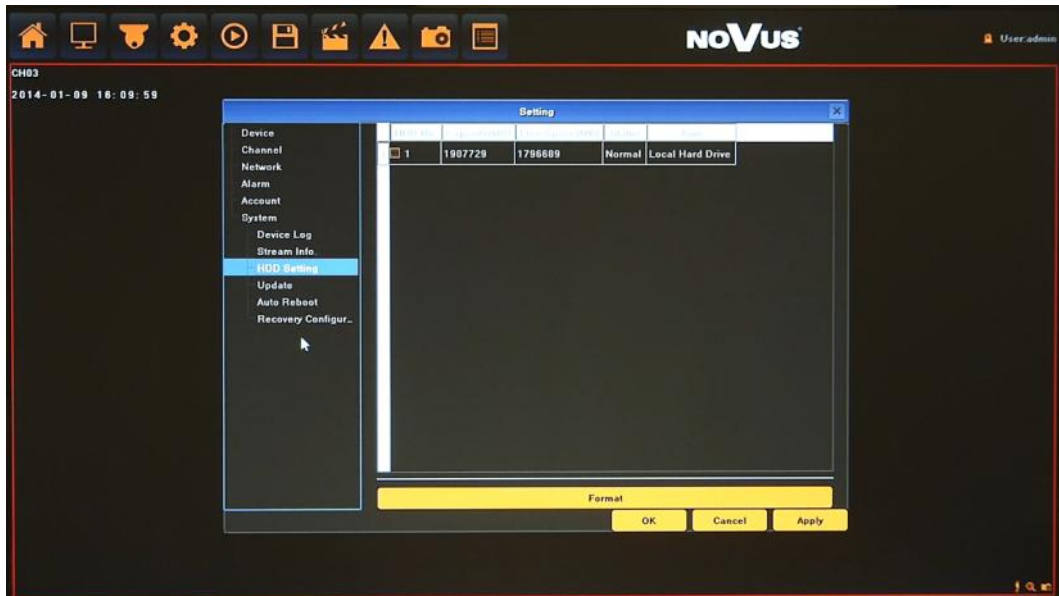 NOVUS
User:admin
CH03
2014-01-09 16:09:59
Setting
Device
Channel
Network
Alarm
Account
System
Device Log
Stream Info.
HDD Setting
Update
Auto Reboot
Recovery Configur...
1 1907729 1796689 Normal Local Hard Drive
Format
OK Cancel Apply